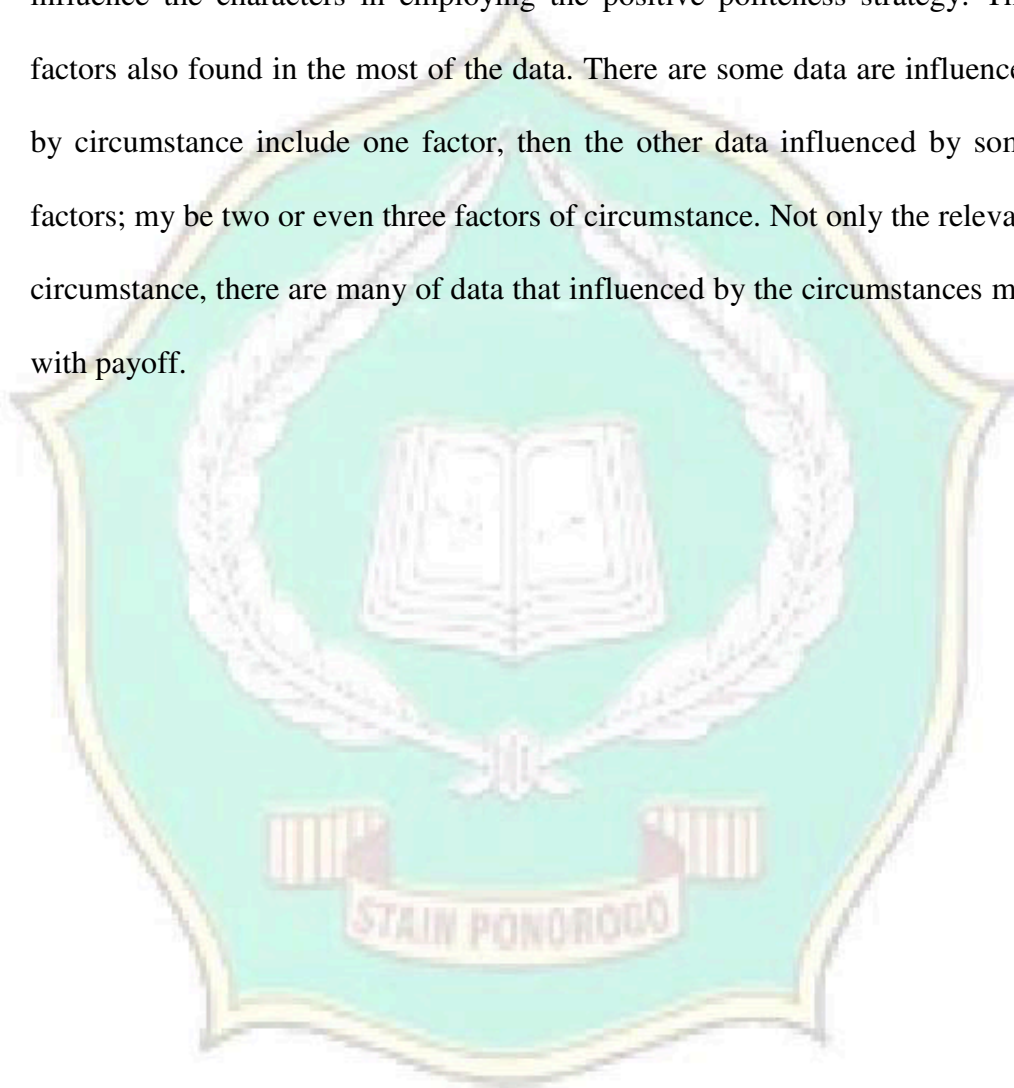 influence the characters in employing the positive politeness strategy. Th
factors also found in the most of the data. There are some data are influence
by circumstance include one factor, then the other data influenced by som
factors; my be two or even three factors of circumstance. Not only the releva
circumstance, there are many of data that influenced by the circumstances m
with payoff.
STAIN PONOROGO